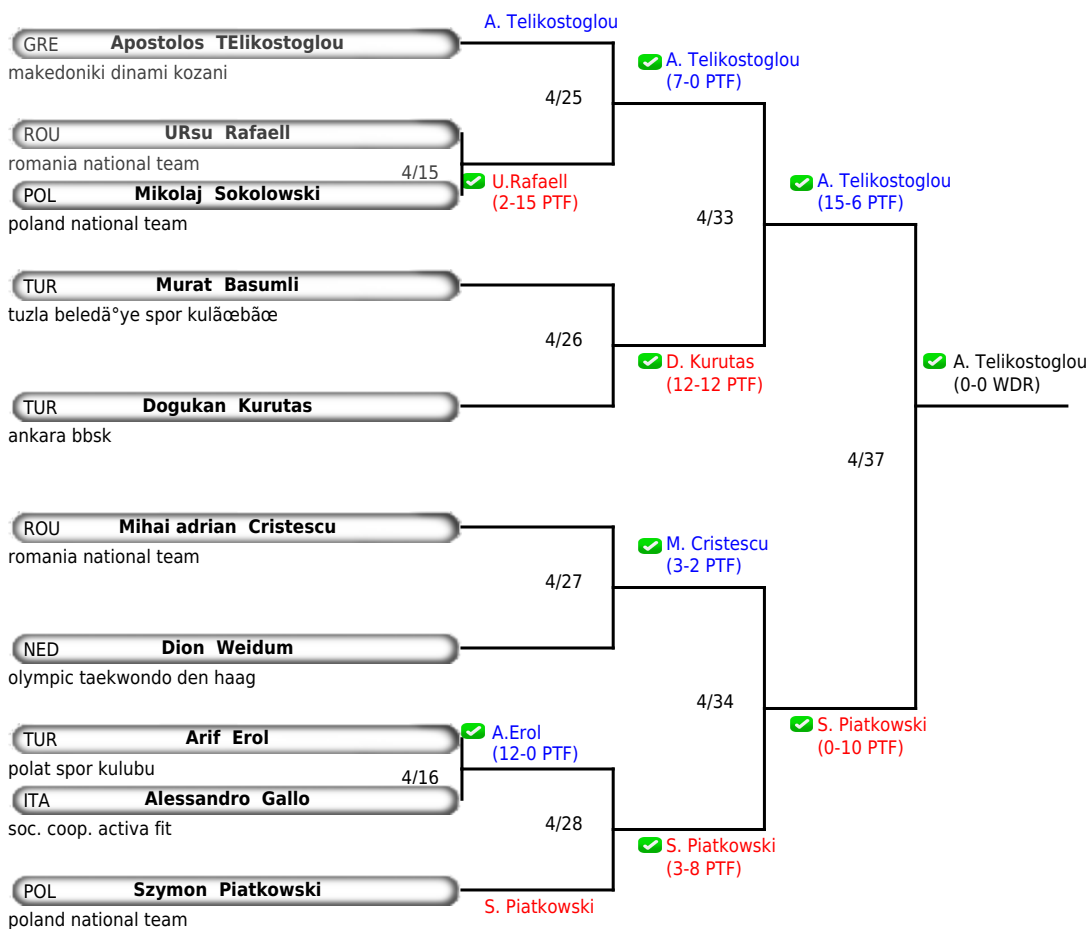 A. Telikostoglou
GRE Apostolos TElikostoglou
makedoniki dinami kozani
A. Telikostoglou
(7-0 PTF)
4/25
ROU URsu Rafaell
romania national team
4/15
U.Rafaell
(2-15 PTF)
POL Mikolaj Sokolowski
poland national team
A. Telikostoglou
(15-6 PTF)
4/33
TUR Murat Basumli
tuzla beledä°ye spor kulãœbãœ
4/26
D. Kurutas
(12-12 PTF)
A. Telikostoglou
(0-0 WDR)
TUR Dogukan Kurutas
ankara bbsk
4/37
ROU Mihai adrian Cristescu
romania national team
M. Cristescu
(3-2 PTF)
4/27
NED Dion Weidum
olympic taekwondo den haag
4/34
S. Piatkowski
(0-10 PTF)
TUR Arif Erol
polat spor kulubu
A.Erol
(12-0 PTF)
4/16
ITA Alessandro Gallo
soc. coop. activa fit
4/28
S. Piatkowski
(3-8 PTF)
POL Szymon Piatkowski
poland national team
S. Piatkowski